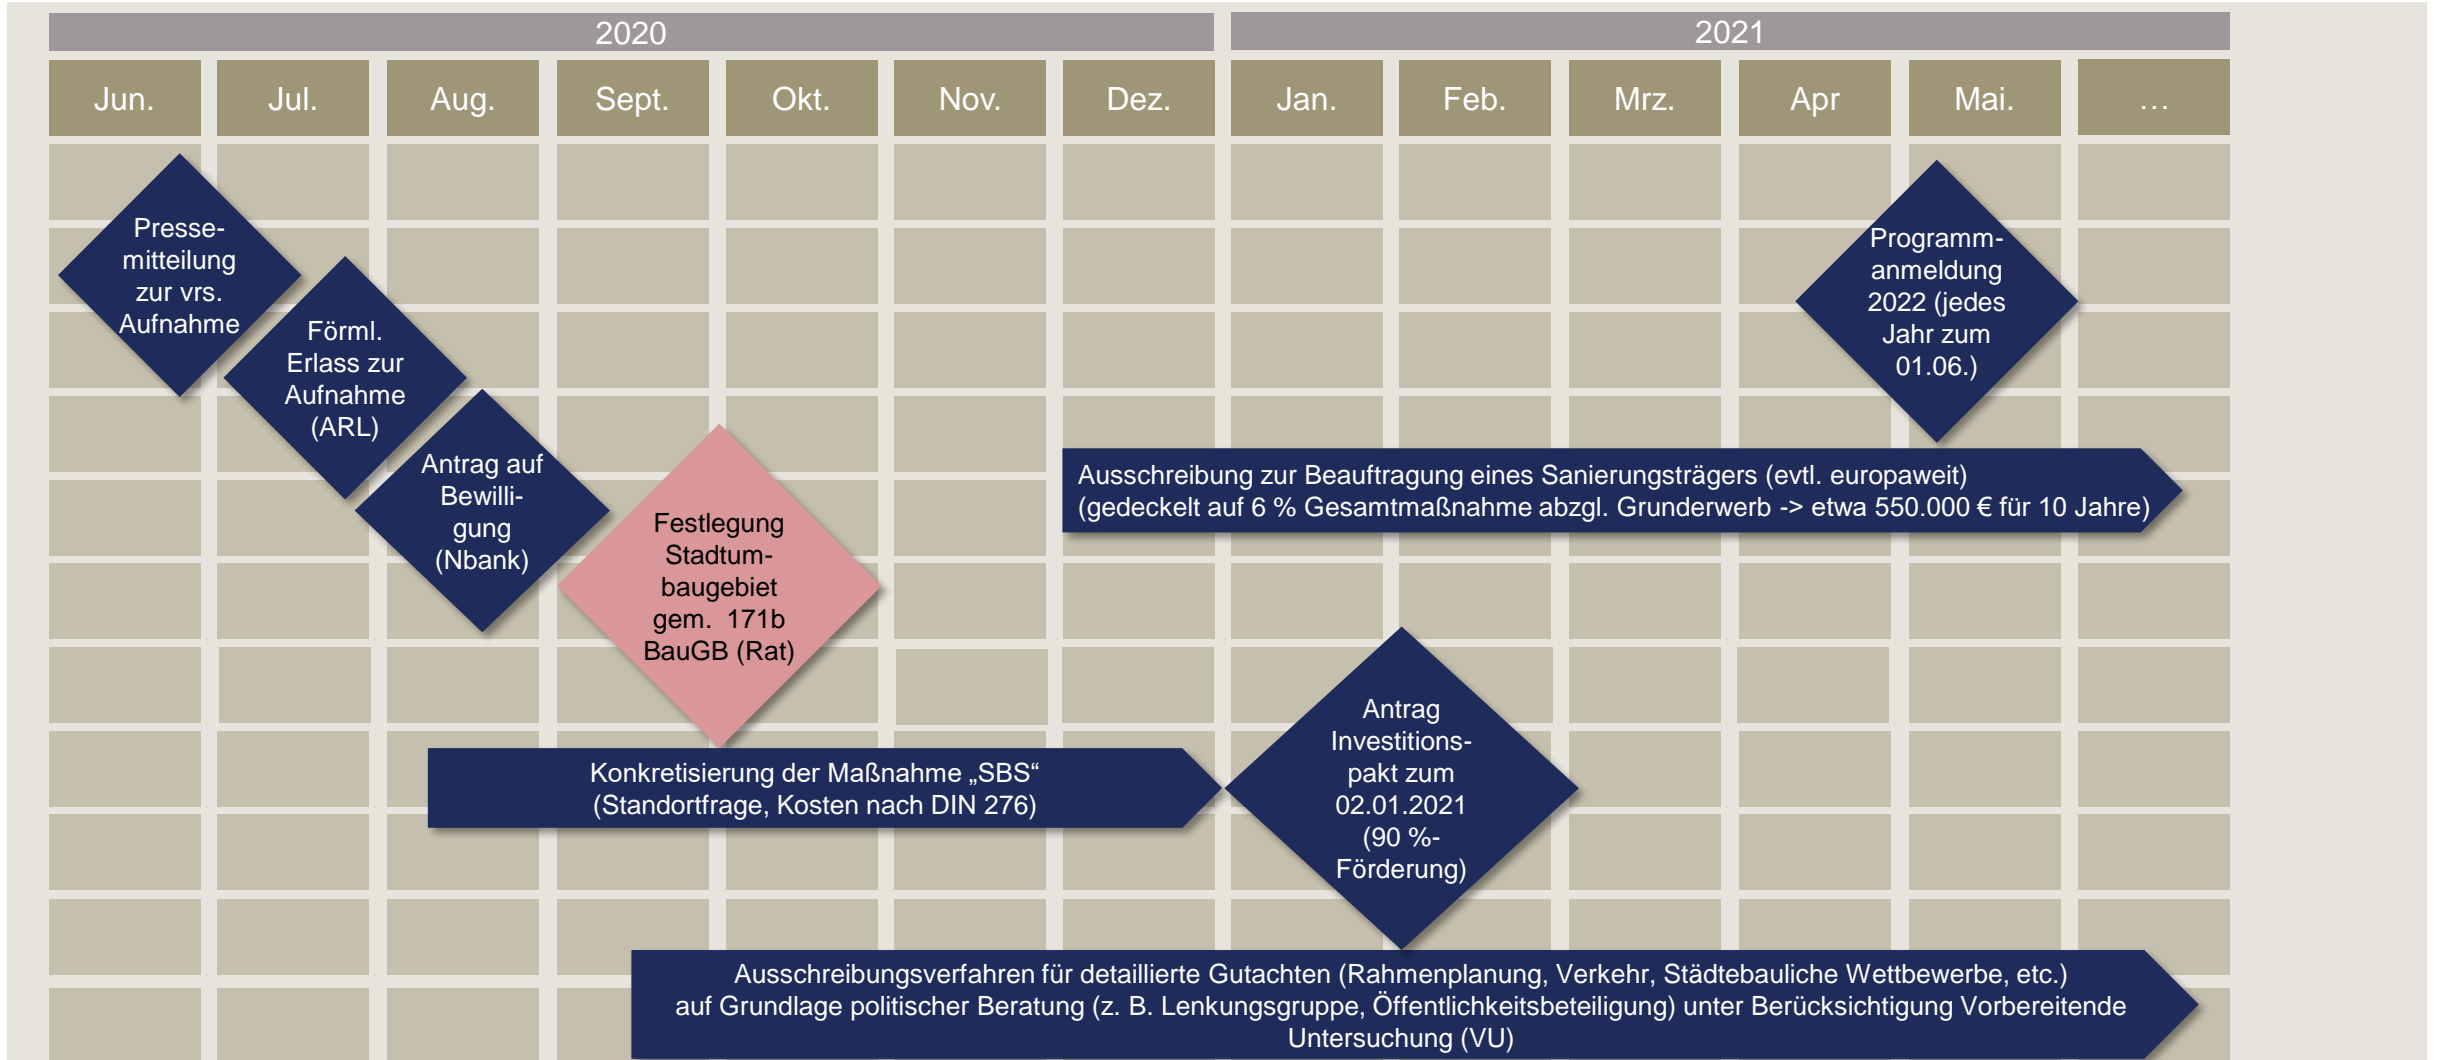 2020
2021
Jun.
Jul.
Aug.
Sept.
Okt.
Nov.
Dez.
Jan.
Feb.
Mrz.
Apr
Mai.
…
Presse-
mitteilung
zur vrs.
Aufnahme
Förml.
Erlass zur
Aufnahme
(ARL)
Antrag auf
Bewilli-
gung
(Nbank)
Festlegung
Stadtum-
baugebiet
gem.  171b
BauGB (Rat)
Programm-
anmeldung
2022 (jedes
Jahr zum
01.06.)
Ausschreibung zur Beauftragung eines Sanierungsträgers (evtl. europaweit)
(gedeckelt auf 6 % Gesamtmaßnahme abzgl. Grunderwerb -> etwa 550.000 € für 10 Jahre)
Konkretisierung der Maßnahme „SBS“
(Standortfrage, Kosten nach DIN 276)
Antrag
Investitions-
pakt zum
02.01.2021
(90 %-
Förderung)
Ausschreibungsverfahren für detaillierte Gutachten (Rahmenplanung, Verkehr, Städtebauliche Wettbewerbe, etc.)
auf Grundlage politischer Beratung (z. B. Lenkungsgruppe, Öffentlichkeitsbeteiligung) unter Berücksichtigung Vorbereitende
Untersuchung (VU)